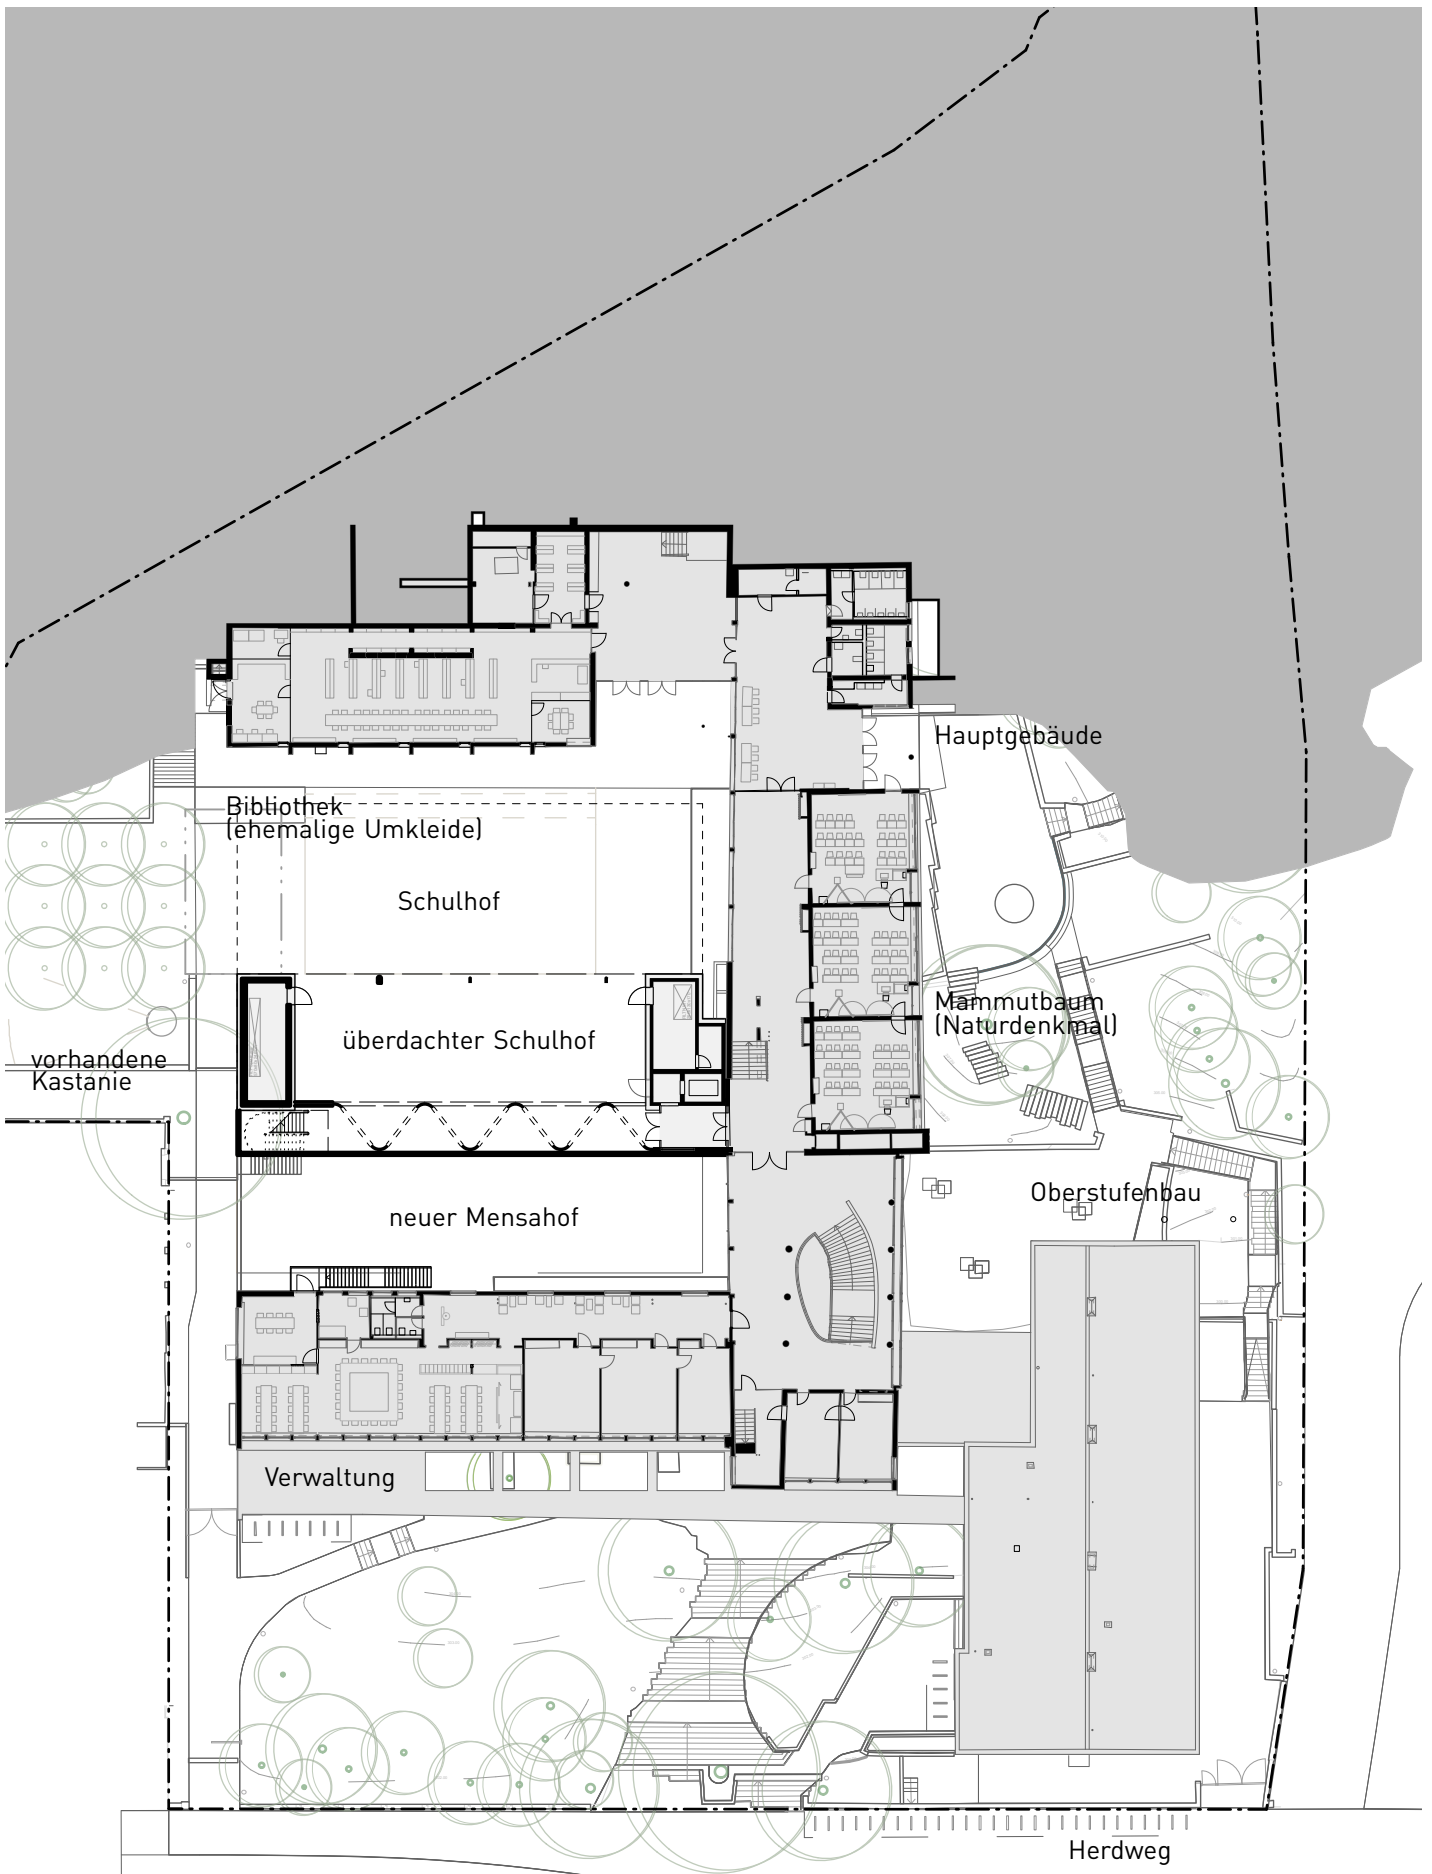 Hauptgebäude
Bibliothek
(ehemalige Umkleide)
Schulhof
Mammutbaum
(Naturdenkmal)
überdachter Schulhof
vorhandene
Kastanie
Oberstufenbau
neuer Mensahof
Verwaltung
Herdweg